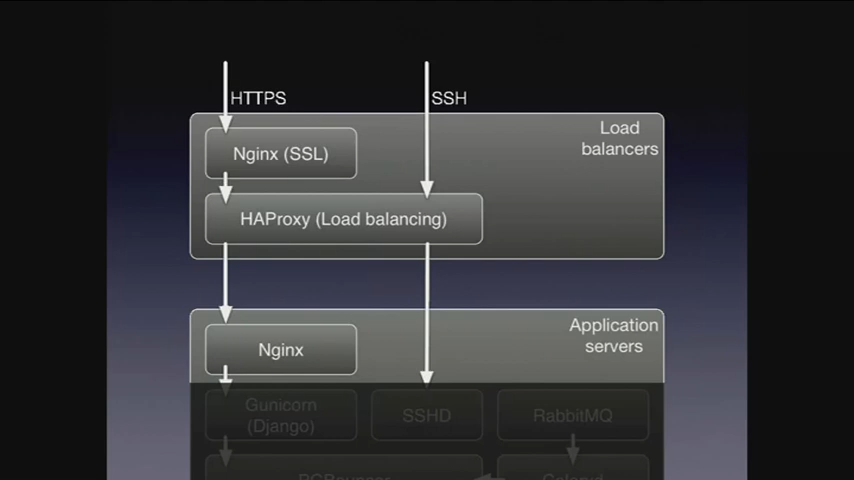 HTTPS
SSH
Load
balancers
Nginx (SSL)
HAProxy (Load balancing)
Application
servers
Nginx
Gunicorn
(Django)
SSHD
RabbitMQ